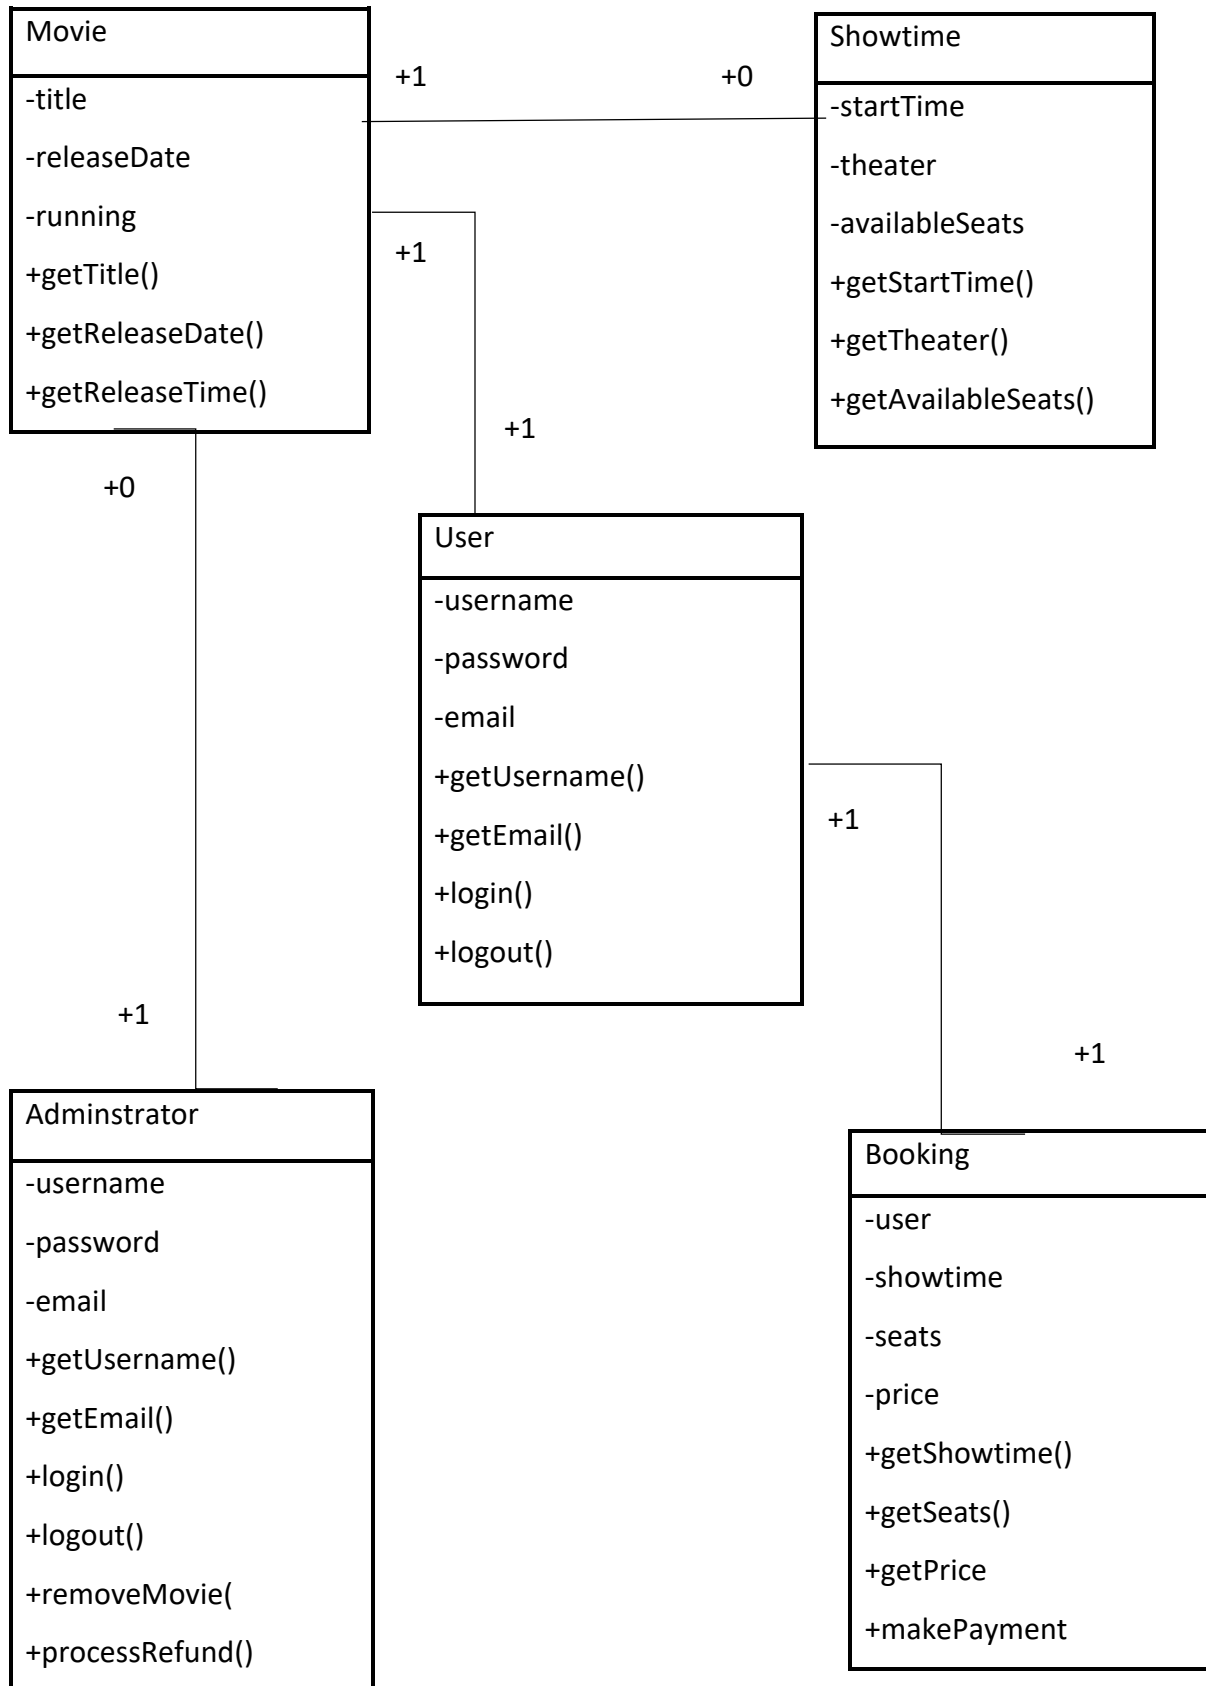 Movie
-title
-releaseDate
-running
+getTitle()
+getReleaseDate()
+getReleaseTime()
+1
+0
Showtime
-startTime
-theater
-availableSeats
+getStartTime()
+getTheater()
+getAvailableSeats()
+1
+1
+0
+1
User
-username
-password
-email
+getUsername()
+getEmail()
+login()
+logout()
+1
+1
Adminstrator
-username
-password
-email
+getUsername()
+getEmail()
+login()
+logout()
+removeMovie(
+processRefund()
Booking
-user
-showtime
-seats
-price
+getShowtime()
+getSeats()
+getPrice
+makePayment